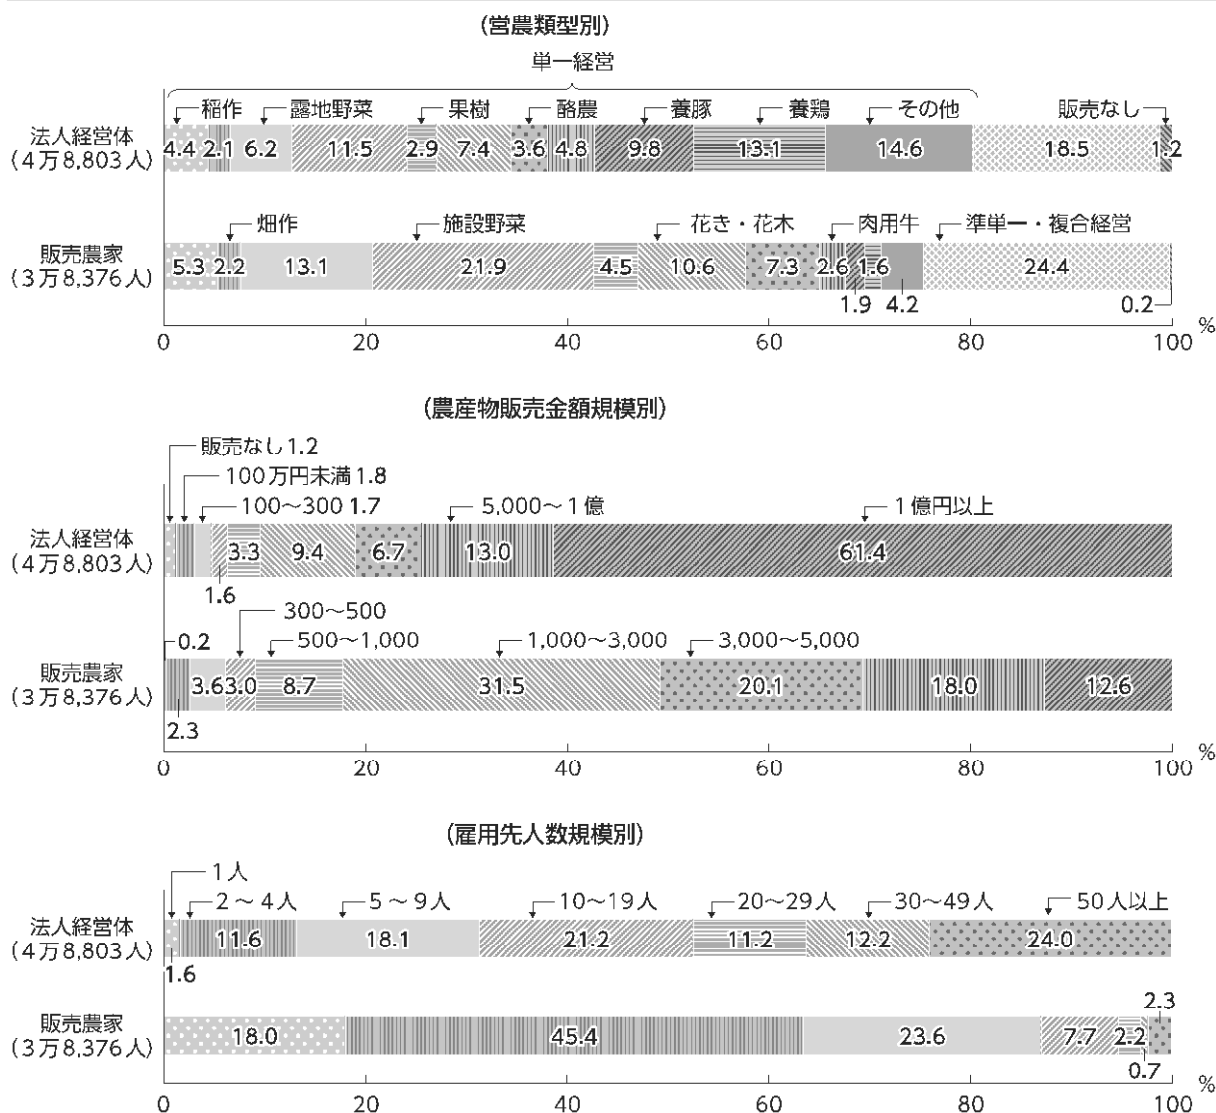 (営農類型別)
単一経営
稲作 露地野菜 果樹 酪農 養豚 養鶏 その他 販売なし
法人経営体
(4万8,803人)
4.4 2.1 6.2 11.5 2.9 7.4 3.6 4.8 9.8 13.1 14.6 18.5 1.2
畑作 施設野菜 花き・花木 肉用牛 準単一・複合経営
販売農家
(3万8,376人)
5.3 2.2 13.1 21.9 4.5 10.6 7.3 2.6 1.6 24.4
1.9 4.2 0.2
0 20 40 60 80 100 %
(農産物販売金額規模別)
販売なし 1.2
100万円未満 1.8
100〜300 1.7 5,000〜1億 1億円以上
法人経営体
(4万8,803人)
3.3 9.4 6.7 13.0 61.4
1.6
300〜500
0.2 500〜1,000 1,000〜3,000 3,000〜5,000
販売農家
(3万8,376人)
3.6 3.0 8.7 31.5 20.1 18.0 12.6
2.3
0 20 40 60 80 100 %
(雇用先人数規模別)
1人
2〜4人 5〜9人 10〜19人 20〜29人 30〜49人 50人以上
法人経営体
(4万8,803人)
11.6 18.1 21.2 11.2 12.2 24.0
1.6
2.3
販売農家
(3万8,376人)
18.0 45.4 23.6 7.7 2.2
0.7
0 20 40 60 80 100 %